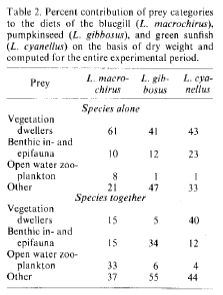 Table 2. Percent contribution of prey categories
to the diets of the bluegill (L. macrochirus),
pumpkinseed (L. gibbosus), and green sunfish
(L. cyanellus) on the basis of dry weight and
computed for the entire experimental period.
Prey L. macro-chirus L. gib-bosus L. cya-nellus
Species alone
Vegetation
dwellers 61 41 43
Benthic in- and
epifauna 10 12 23
Open water zoo-
plankton 8 1 1
Other 21 47 33
Species together
Vegetation
dwellers 15 5 40
Benthic in- and
epifauna 15 34 12
Open water zoo-
plankton 33 6 4
Other 37 55 44